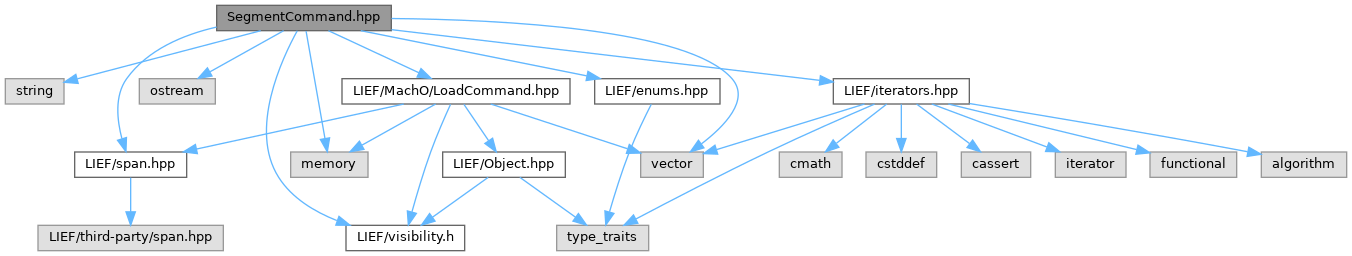 SegmentCommand.hpp
string
ostream
LIEF/MachO/LoadCommand.hpp
LIEF/enums.hpp
LIEF/iterators.hpp
LIEF/span.hpp
memory
LIEF/Object.hpp
vector
cmath
cstddef
cassert
iterator
functional
algorithm
LIEF/third-party/span.hpp
LIEF/visibility.h
type_traits